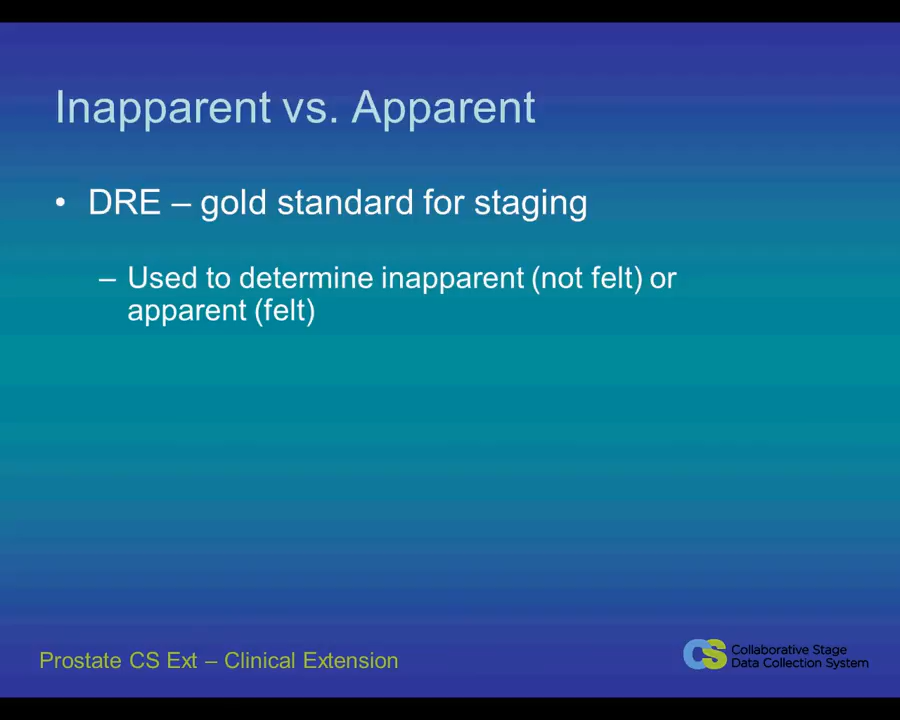 Inapparent vs. Apparent
• DRE – gold standard for staging
– Used to determine inapparent (not felt) or
apparent (felt)
Prostate CS Ext – Clinical Extension
CS Collaborative Stage
Data Collection System